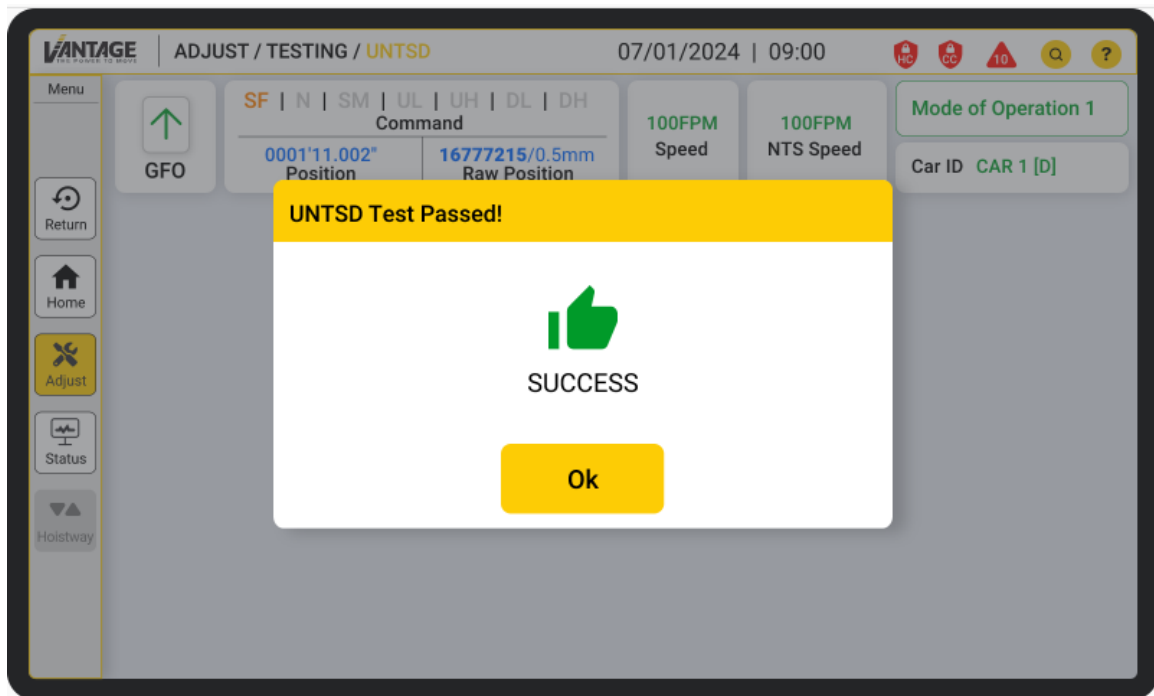 VANTAGE
THE POWER TO MOVE
ADJUST / TESTING / UNTSD
07/01/2024 | 09:00
HC
CC
10
?
Menu
GFO
SF | N | SM | UL | UH | DL | DH
Command
0001'11.002"
Position
16777215/0.5mm
Raw Position
100FPM
Speed
100FPM
NTS Speed
Mode of Operation 1
Car ID CAR 1 [D]
Return
Home
Adjust
Status
Hoistway
UNTSD Test Passed!
SUCCESS
Ok